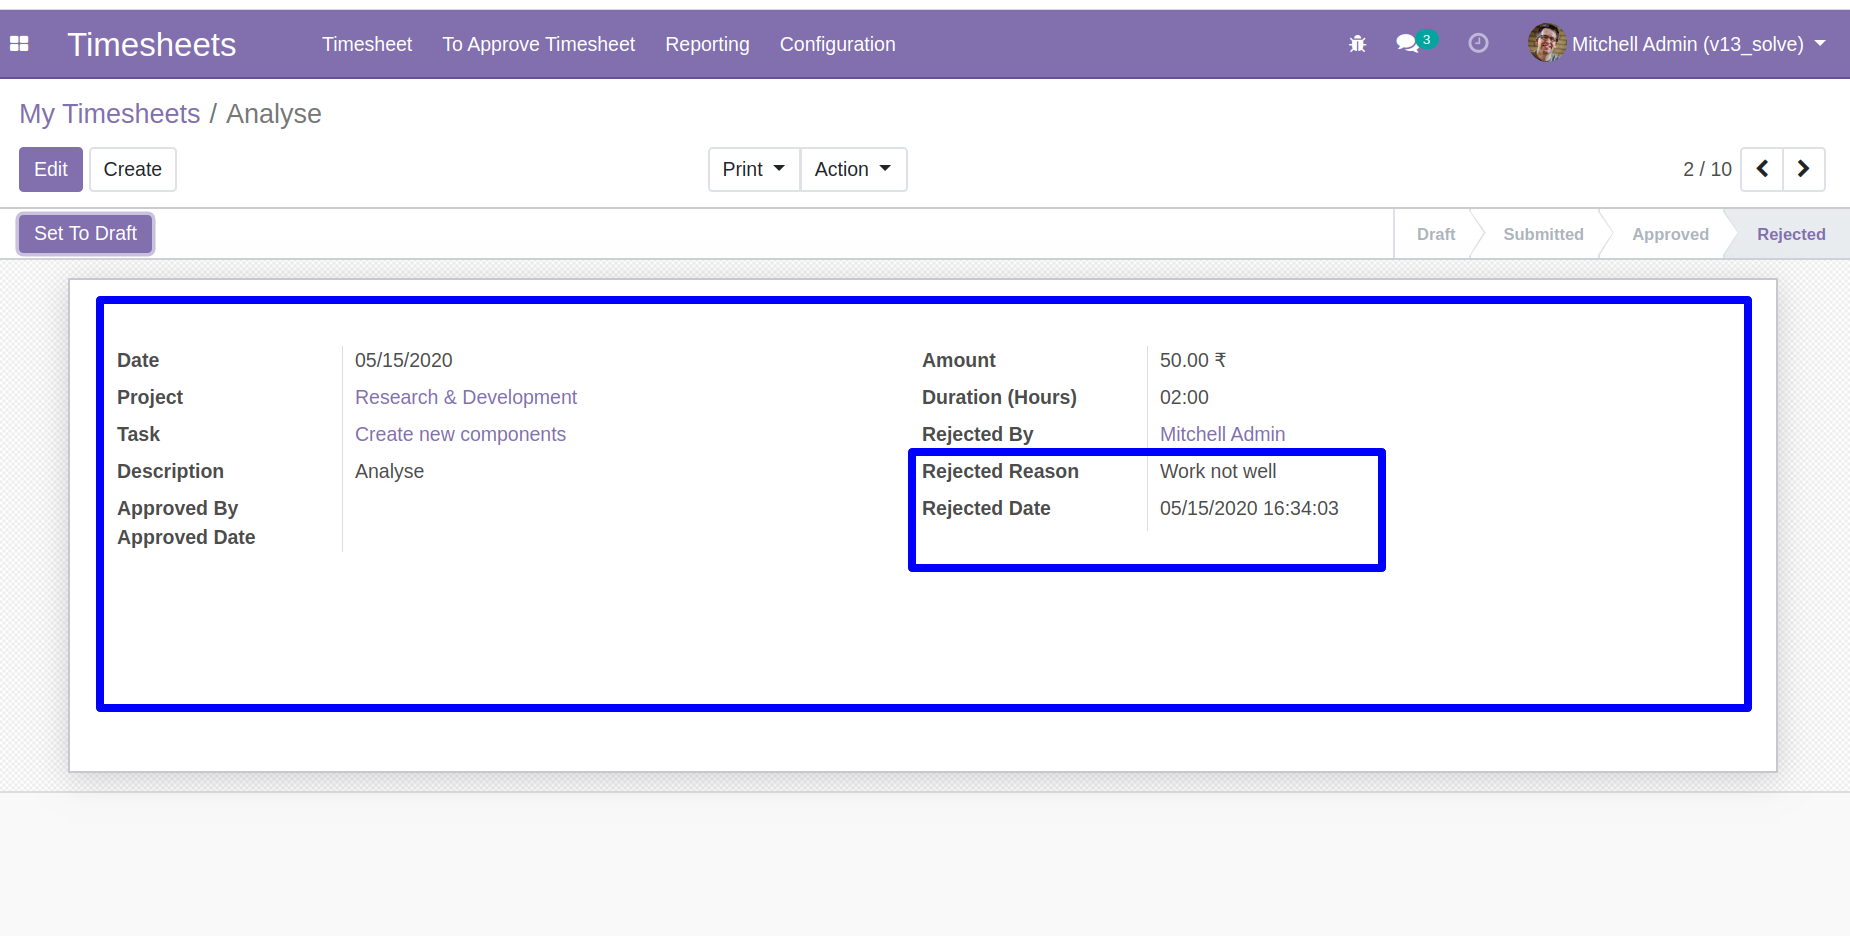 Timesheets Timesheet To Approve Timesheet Reporting Configuration 3 Mitchell Admin (v13_solve)
My Timesheets / Analyse
Edit Create Print Action 2 / 10
Set To Draft Draft Submitted Approved Rejected
Date 05/15/2020 Amount 50.00 ₹
Project Research & Development Duration (Hours) 02:00
Task Create new components Rejected By Mitchell Admin
Description Analyse Rejected Reason Work not well
Approved By Rejected Date 05/15/2020 16:34:03
Approved Date